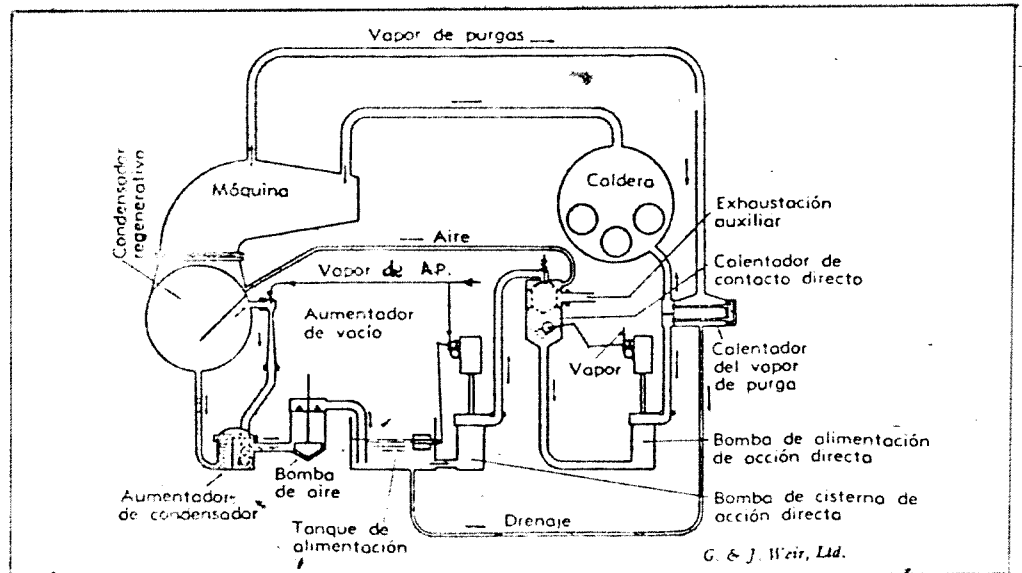 Vapor de purgas
Condensador
regenerativo
Máquina
Caldera
Exhaustación
auxiliar
Aire
Vapor de A.P.
Calentador de
contacto directo
Aumentador
de vacío
Vapor
Calentador
del vapor
de purga
Bomba de alimentación
de acción directa
Bomba
de aire
Aumentador
de condensador
Bomba de cisterna de
acción directa
Tanque de
alimentación
Drenaje
G. & J. Weir, Ltd.